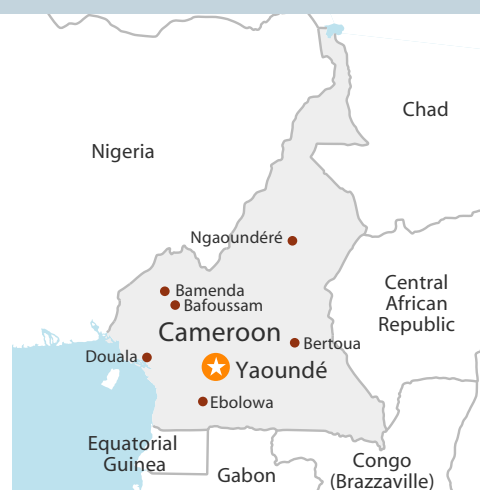 Chad
Nigeria
Ngaoundéré
Central
African
Republic
Bamenda
Bafoussam
Cameroon
Bertoua
Douala
Yaoundé
Ebolowa
Equatorial
Guinea
Gabon
Congo
(Brazzaville)